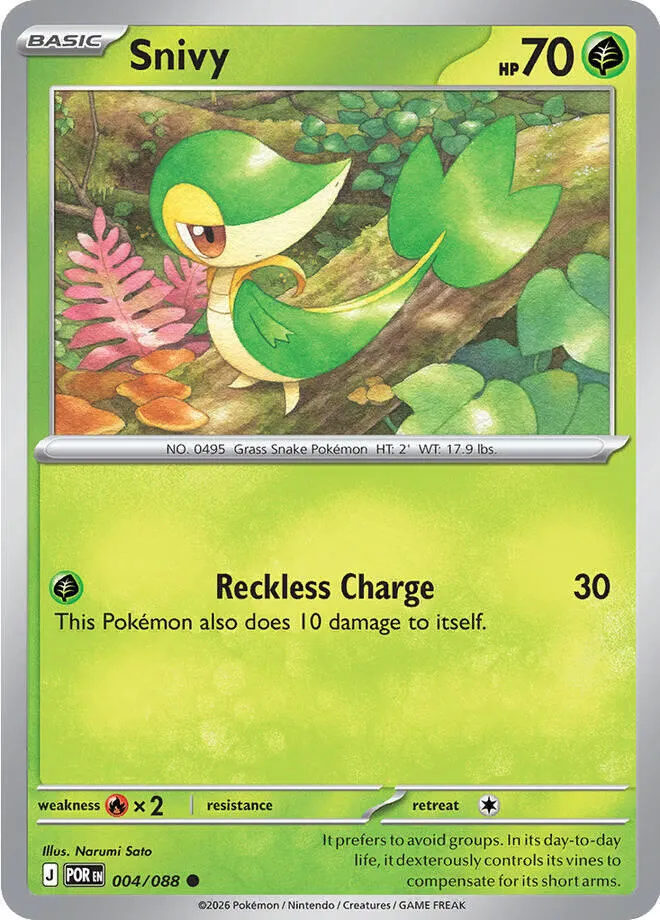 BASIC
Snivy
HP 70
NO. 0495 Grass Snake Pokémon HT: 2' WT: 17.9 lbs.
Reckless Charge 30
This Pokémon also does 10 damage to itself.
weakness ×2 resistance retreat
Illus. Narumi Sato
It prefers to avoid groups. In its day-to-day
life, it dexterously controls its vines to
compensate for its short arms.
J POR EN 004/088
©2026 Pokémon / Nintendo / Creatures / GAME FREAK